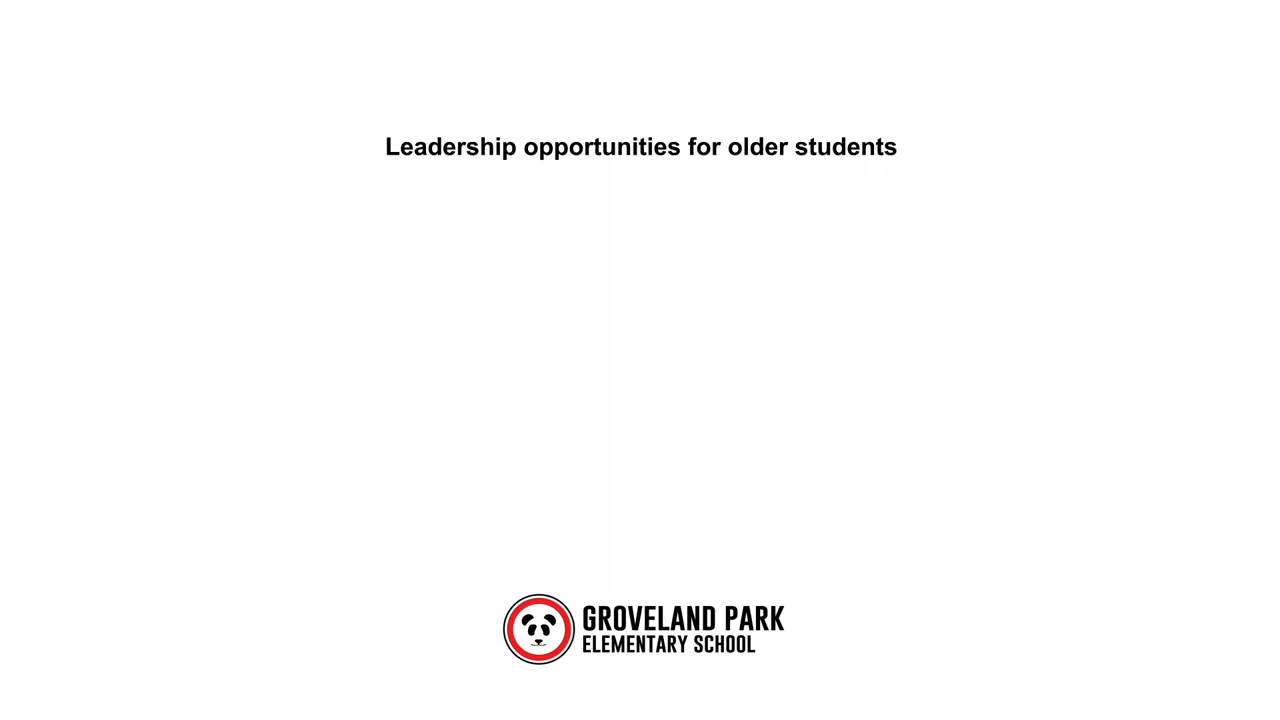 Leadership opportunities for older students
GROVELAND PARK
ELEMENTARY SCHOOL